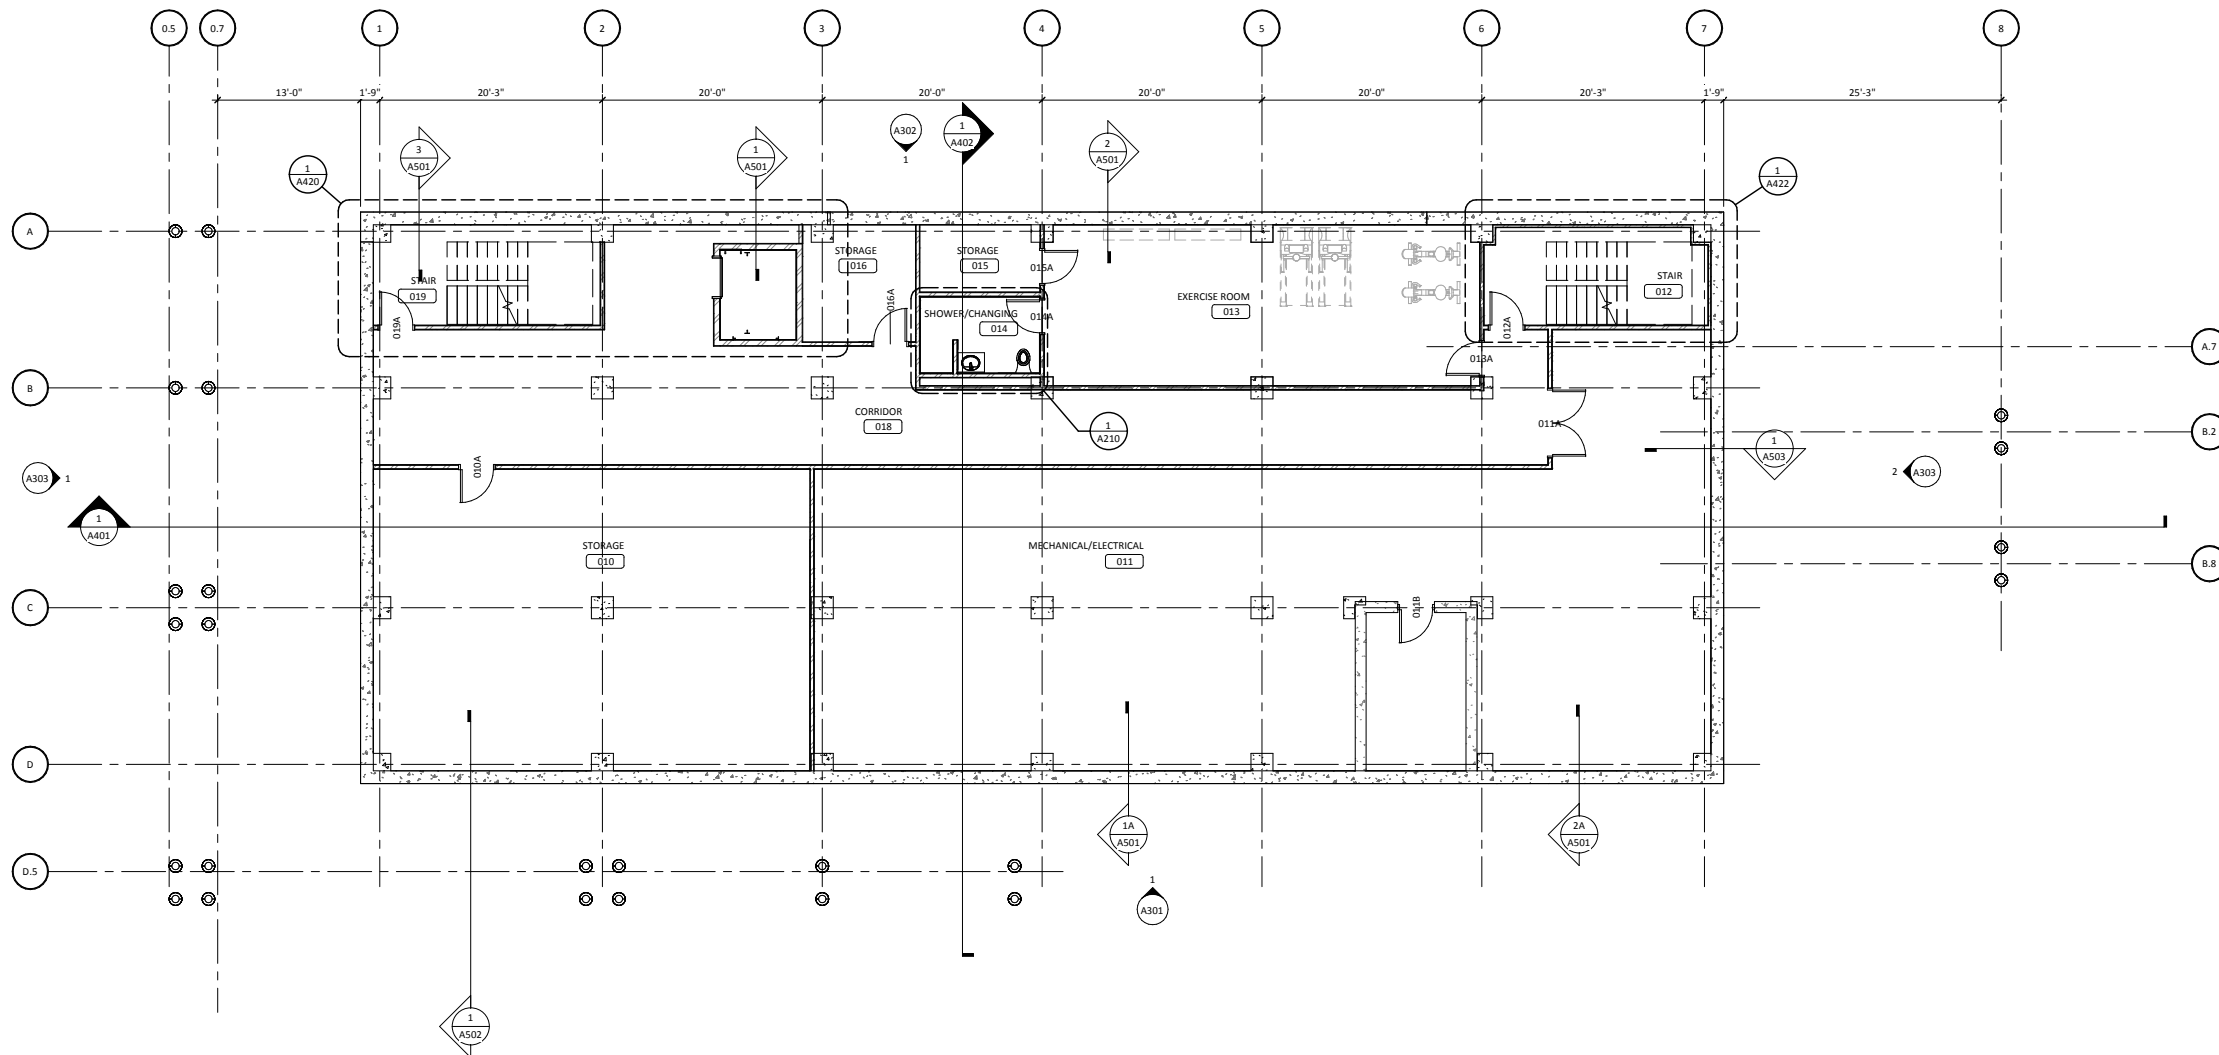 0.5
0.7
1
2
3
4
5
6
7
8
13'-0"
1'-9"
20'-3"
20'-0"
20'-0"
20'-0"
20'-0"
20'-3"
1'-9"
25'-3"
3
A501
1
A501
A302
1
1
A402
2
A501
1
A420
1
A422
A
STORAGE
016
STORAGE
015
015A
STAIR
019
019A
016A
SHOWER/CHANGING
014
014A
EXERCISE ROOM
013
013A
STAIR
012
012A
A.7
B
CORRIDOR
018
1
A210
011A
B.2
1
A503
A303
1
010A
2
A303
1
A401
STORAGE
010
MECHANICAL/ELECTRICAL
011
B.8
C
011B
D
1A
A501
2A
A501
D.5
1
A301
1
A502